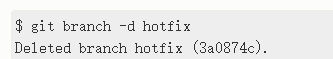 $ git branch -d hotfix
Deleted branch hotfix (3a0874c).